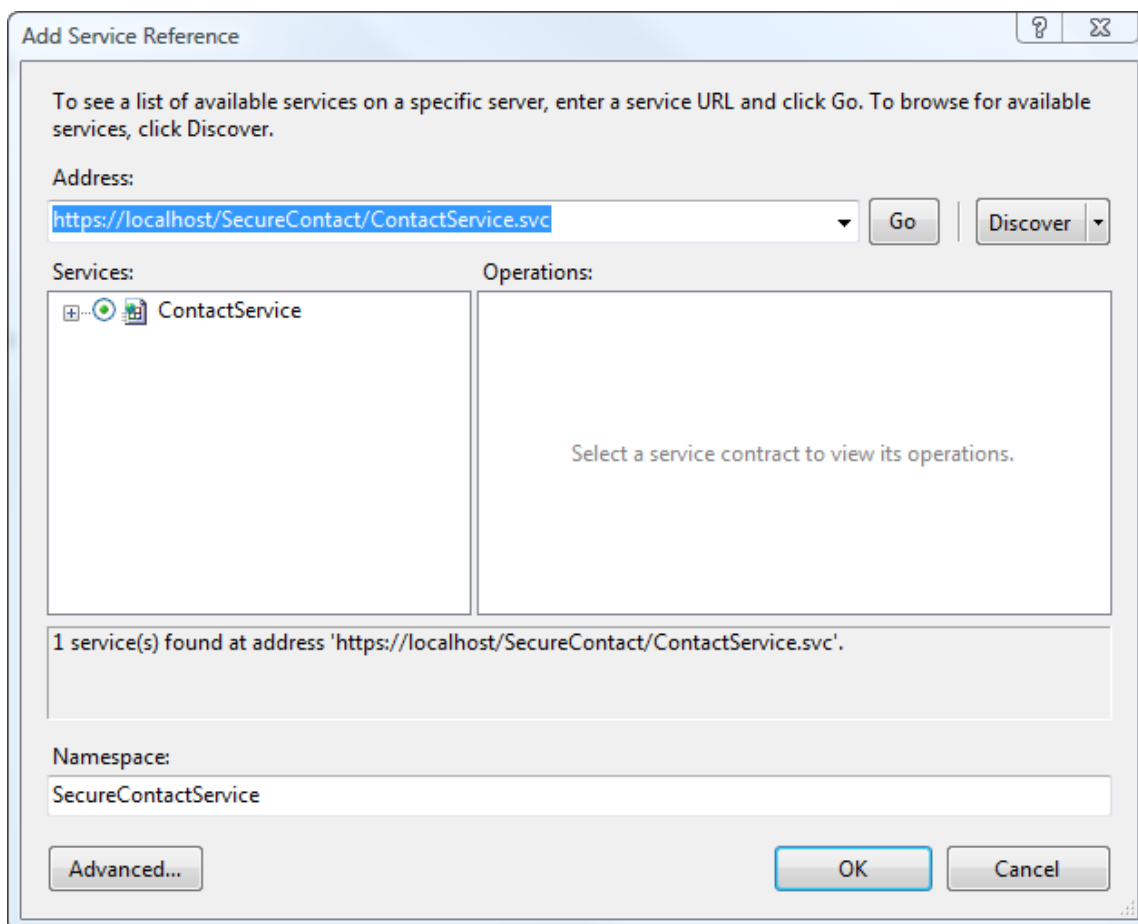 Add Service Reference
To see a list of available services on a specific server, enter a service URL and click Go. To browse for available
services, click Discover.
Address:
https://localhost/SecureContact/ContactService.svc
Go
Discover
Services:
Operations:
ContactService
Select a service contract to view its operations.
1 service(s) found at address 'https://localhost/SecureContact/ContactService.svc'.
Namespace:
SecureContactService
Advanced...
OK
Cancel